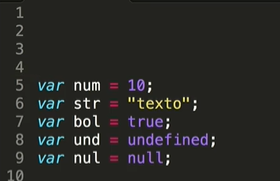 1
2
3
4
5 var num = 10;
6 var str = "texto";
7 var bol = true;
8 var und = undefined;
9 var nul = null;
10